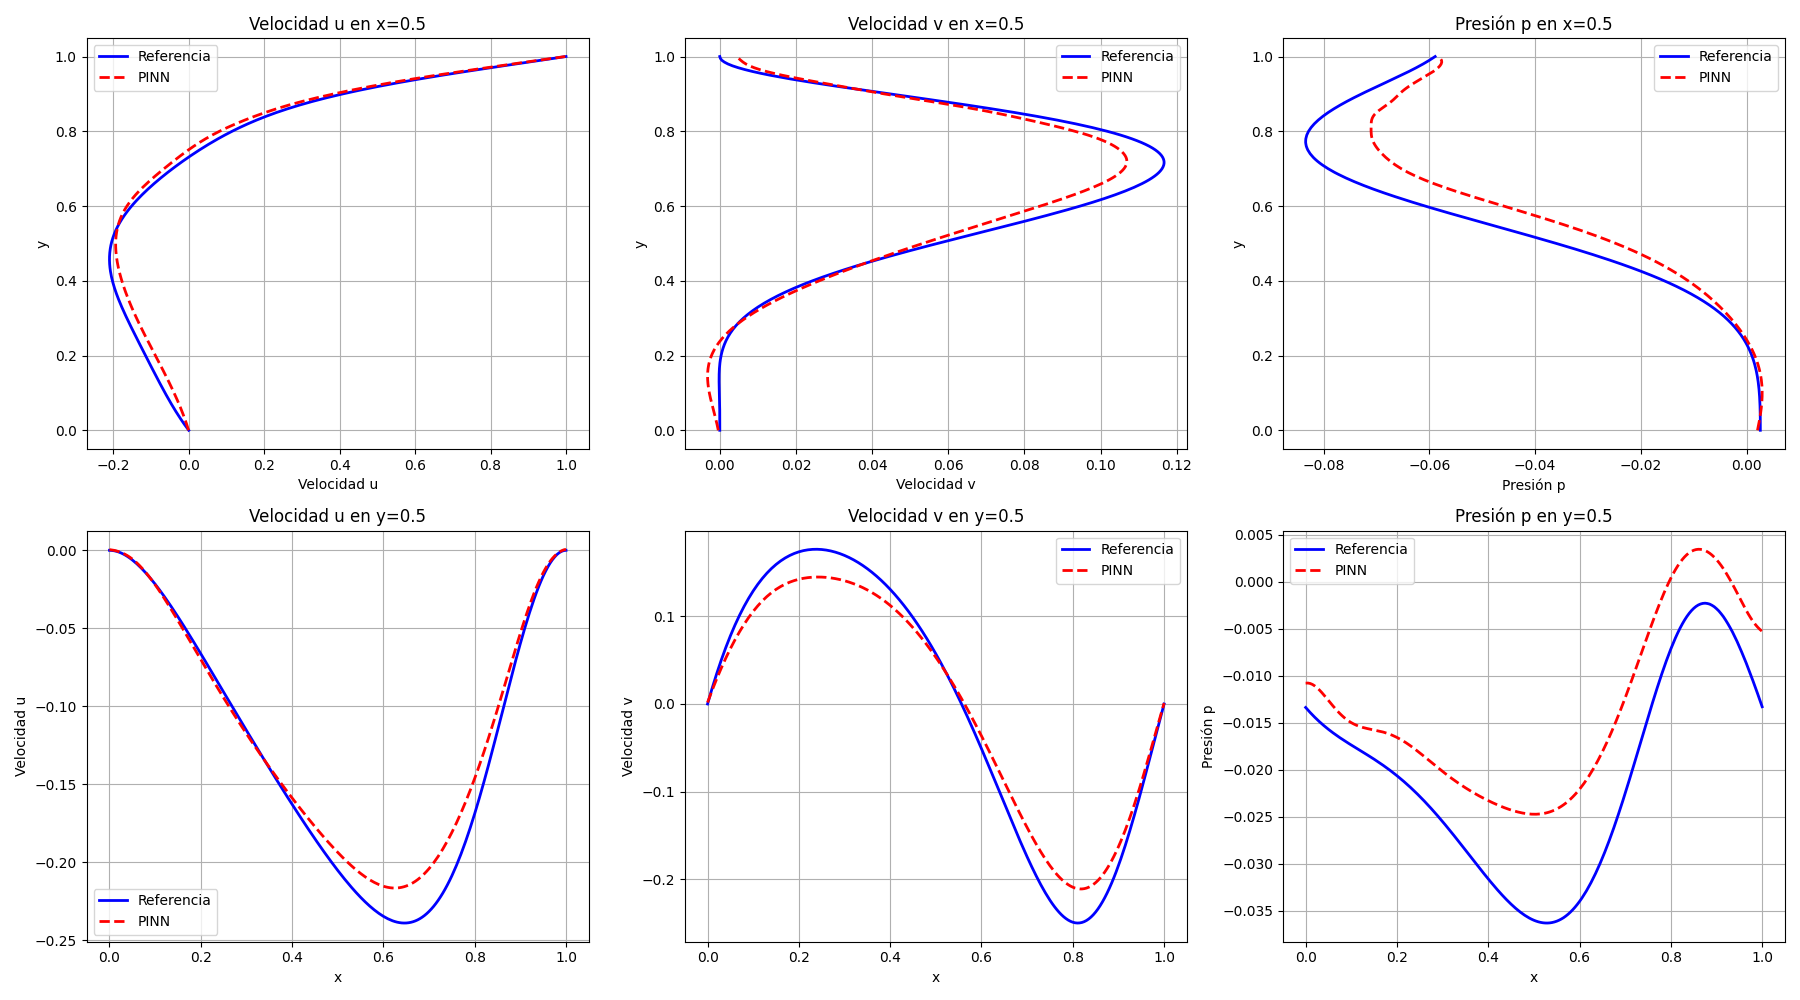 Velocidad u en x=0.5
Referencia
PINN
1.0
0.8
0.6
0.4
0.2
0.0
y
−0.2 0.0 0.2 0.4 0.6 0.8 1.0
Velocidad u
Velocidad v en x=0.5
Referencia
PINN
1.0
0.8
0.6
0.4
0.2
0.0
y
0.00 0.02 0.04 0.06 0.08 0.10 0.12
Velocidad v
Presión p en x=0.5
Referencia
PINN
1.0
0.8
0.6
0.4
0.2
0.0
y
−0.08 −0.06 −0.04 −0.02 0.00
Presión p
Velocidad u en y=0.5
0.00
−0.05
−0.10
−0.15
−0.20
−0.25
Velocidad u
Referencia
PINN
0.0 0.2 0.4 0.6 0.8 1.0
x
Velocidad v en y=0.5
Referencia
PINN
0.1
0.0
−0.1
−0.2
Velocidad v
0.0 0.2 0.4 0.6 0.8 1.0
x
Presión p en y=0.5
Referencia
PINN
0.005
0.000
−0.005
−0.010
−0.015
−0.020
−0.025
−0.030
−0.035
Presión p
0.0 0.2 0.4 0.6 0.8 1.0
x